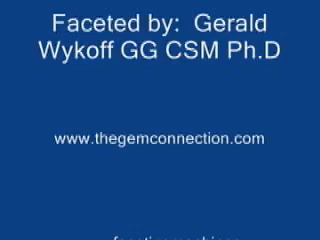 Faceted by:  Gerald
Wykoff GG CSM Ph.D
www.thegemconnection.com